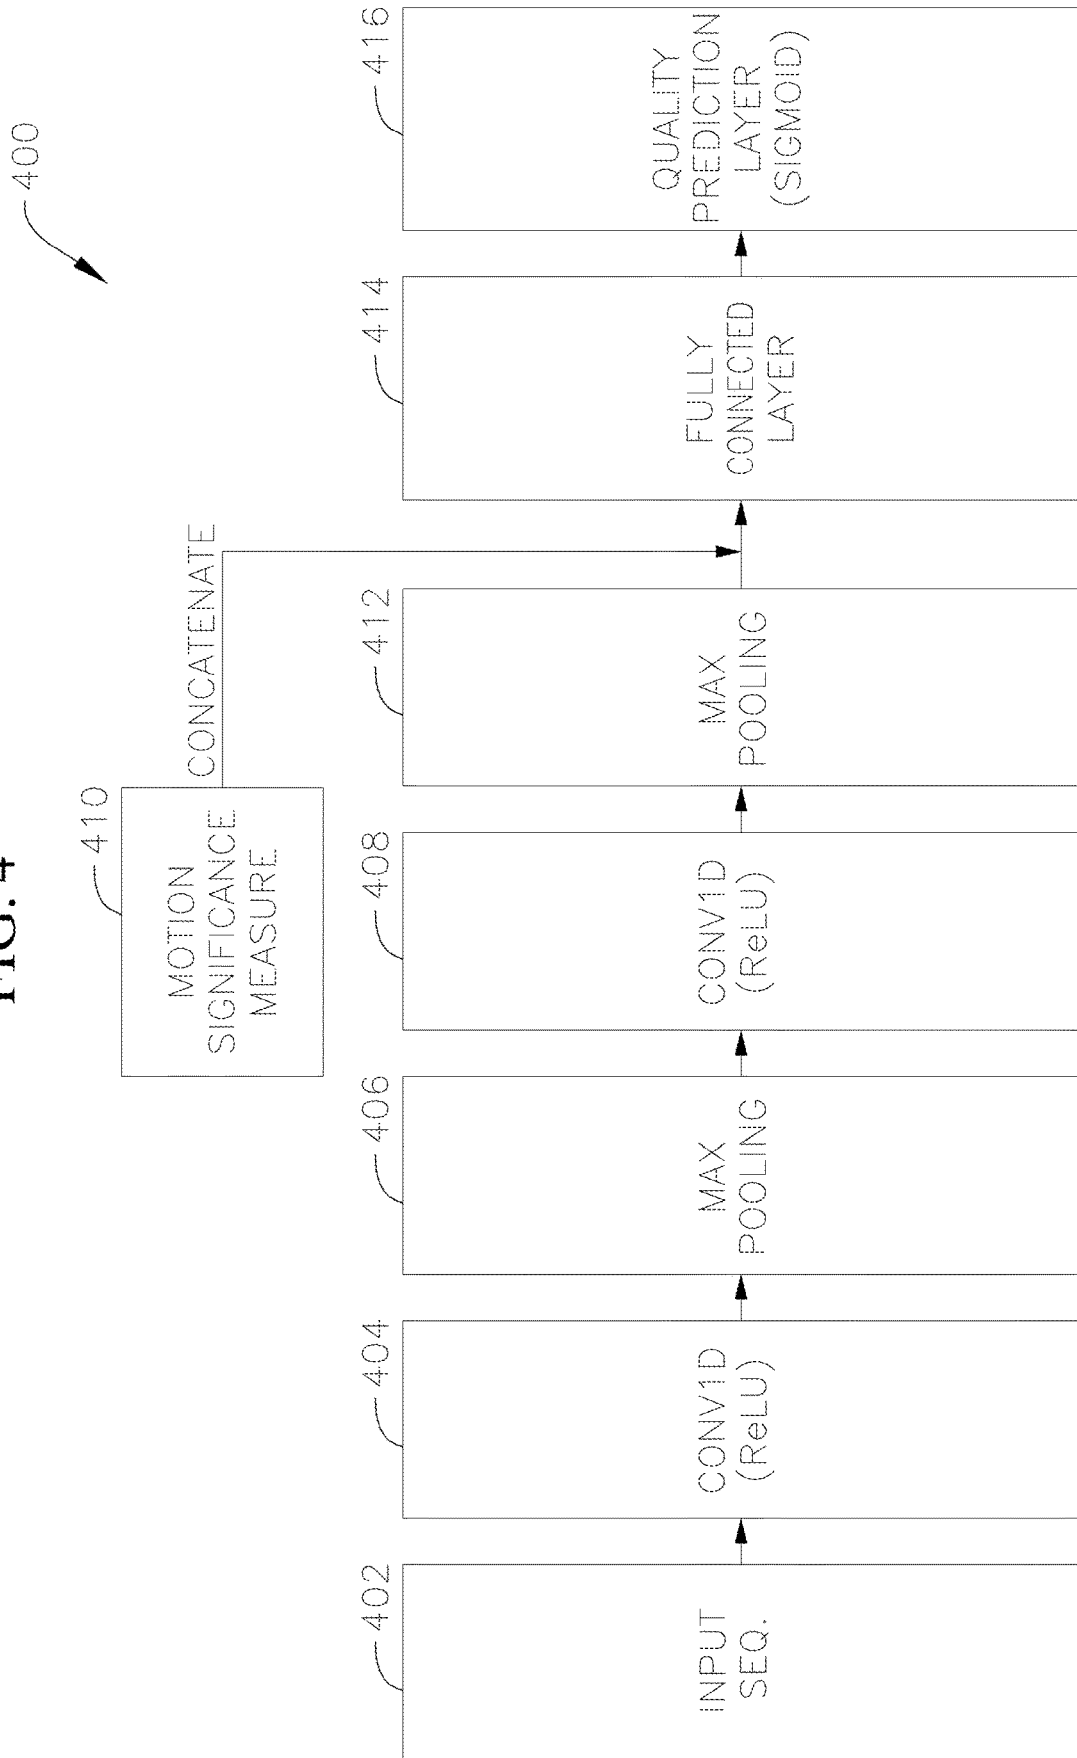 FIG. 4
400
410
MOTION
SIGNIFICANCE
MEASURE
CONCATENATE
402
INPUT
SEQ.
404
CONV1D
(ReLU)
406
MAX
POOLING
408
CONV1D
(ReLU)
412
MAX
POOLING
414
FULLY
CONNECTED
LAYER
416
QUALITY
PREDICTION
LAYER
(SIGMOID)